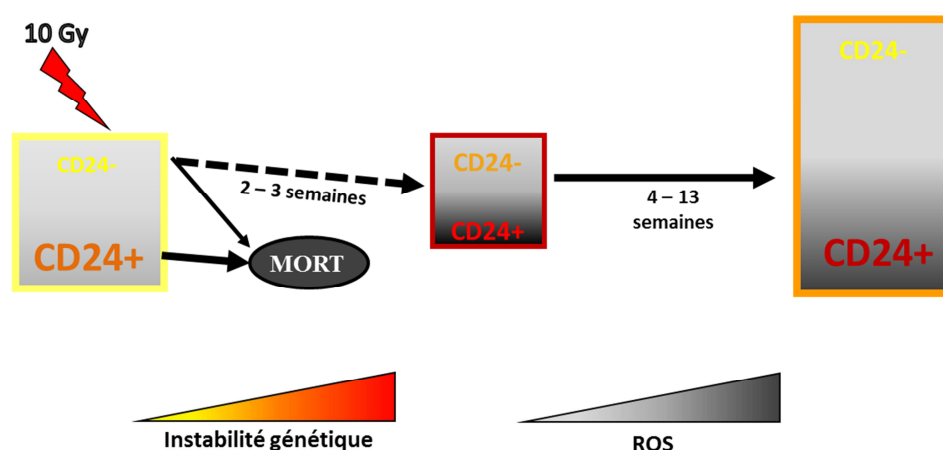 10 Gy
CD24-
CD24+
2 – 3 semaines
MORT
CD24-
CD24+
4 – 13
semaines
CD24-
CD24+
Instabilité génétique
ROS